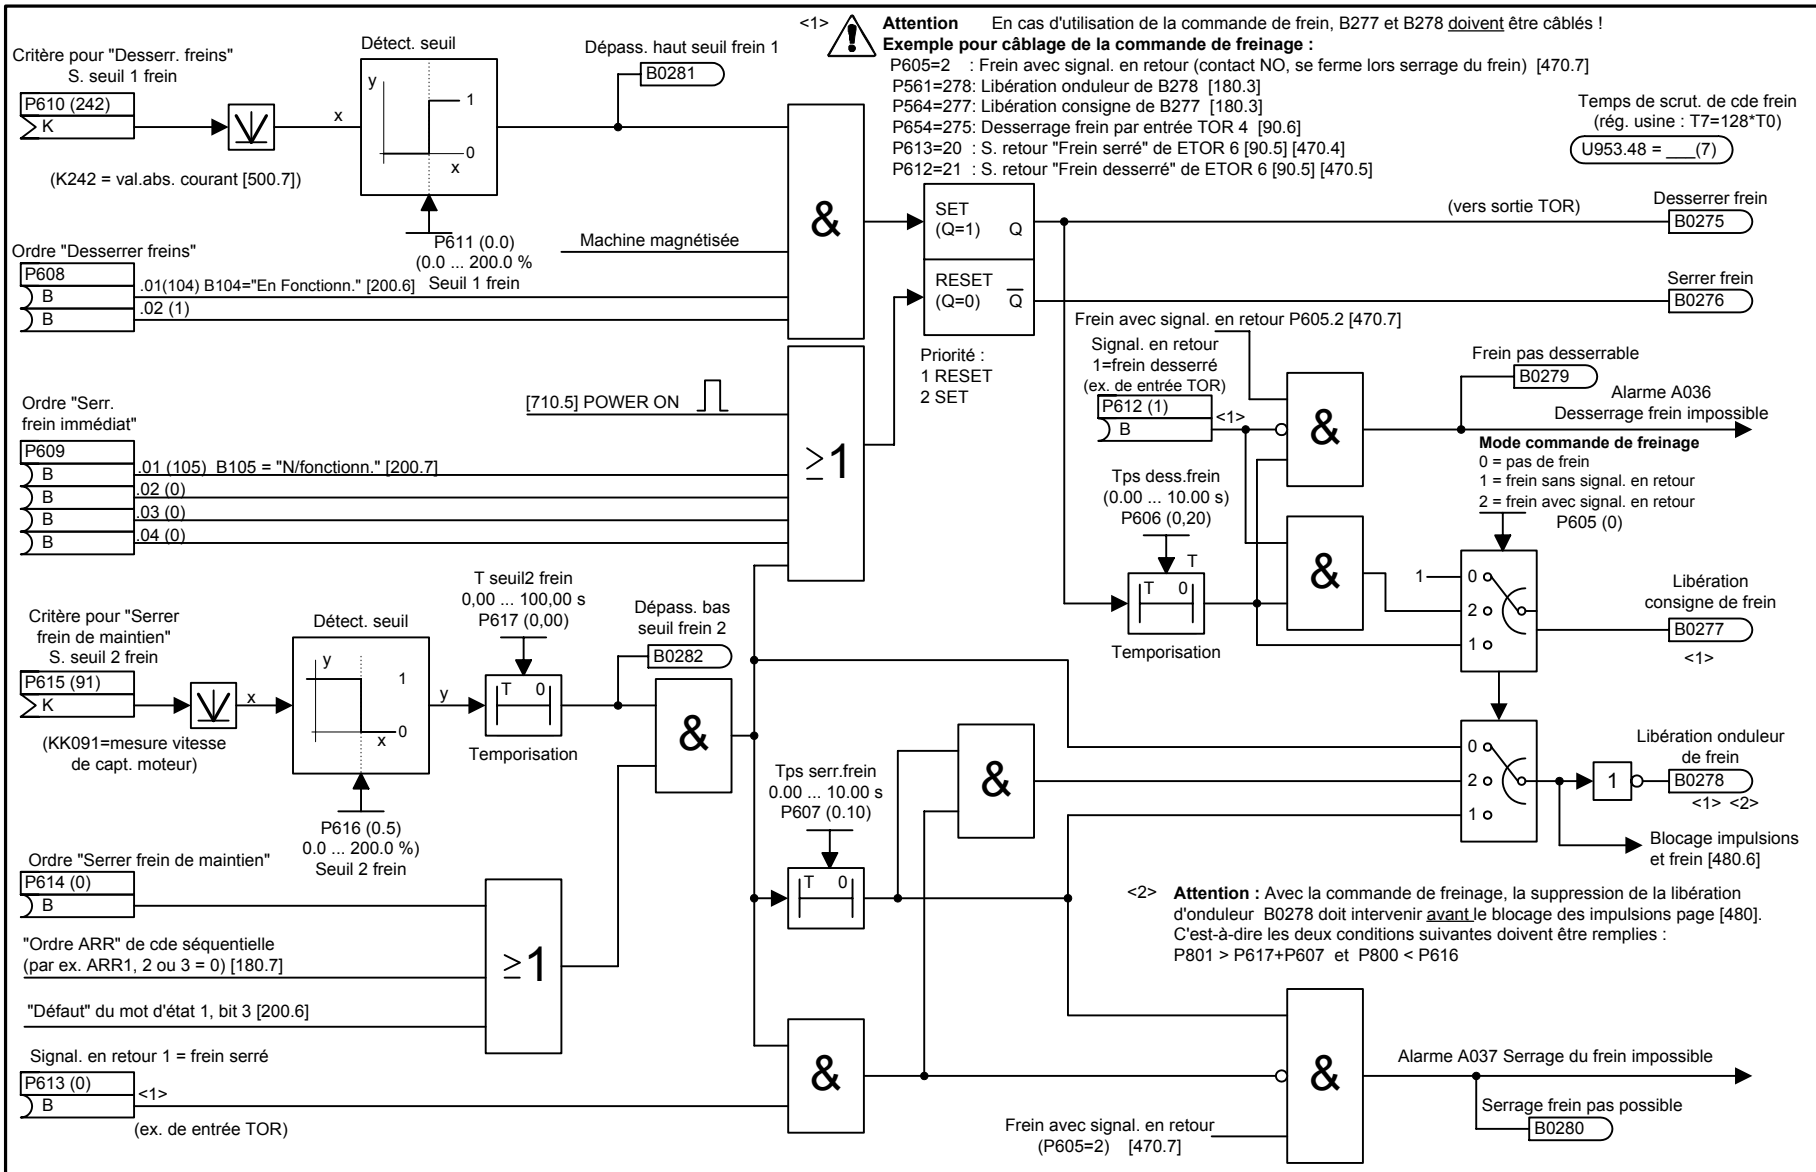 <1> Attention En cas d'utilisation de la commande de frein, B277 et B278 doivent être câblés !
Exemple pour câblage de la commande de freinage :
P605=2 : Frein avec signal. en retour (contact NO, se ferme lors serrage du frein) [470.7]
P561=278: Libération onduleur de B278 [180.3]
P564=277: Libération consigne de B277 [180.3]
P654=275: Desserrage frein par entrée TOR 4 [90.6]
P613=20 : S. retour "Frein serré" de ETOR 6 [90.5] [470.4]
P612=21 : S. retour "Frein desserré" de ETOR 6 [90.5] [470.5]
Temps de scrut. de cde frein
(rég. usine : T7=128*T0)
U953.48 = ___(7)
Critère pour "Desserr. freins"
S. seuil 1 frein
P610 (242)
K
(K242 = val.abs. courant [500.7])
x
Détect. seuil
y
1
0
x
P611 (0.0)
(0.0 ... 200.0 %
Seuil 1 frein
Dépass. haut seuil frein 1
B0281
Machine magnétisée
Ordre "Desserrer freins"
P608
B .01(104) B104="En Fonctionn." [200.6]
B .02 (1)
&
SET
(Q=1) Q
RESET
(Q=0) Q
Priorité :
1 RESET
2 SET
(vers sortie TOR)
Desserrer frein
B0275
Serrer frein
B0276
[710.5] POWER ON
Ordre "Serr.
frein immédiat"
P609
B .01 (105) B105 = "N/fonctionn." [200.7]
B .02 (0)
B .03 (0)
B .04 (0)
≥1
Frein avec signal. en retour P605.2 [470.7]
Signal. en retour
1=frein desserré
(ex. de entrée TOR)
P612 (1)
B
<1>
&
Frein pas desserrable
B0279
Alarme A036
Desserrage frein impossible
Mode commande de freinage
0 = pas de frein
1 = frein sans signal. en retour
2 = frein avec signal. en retour
P605 (0)
Tps dess.frein
(0.00 ... 10.00 s)
P606 (0,20)
T
T 0
Temporisation
&
1
0
2
1
Libération
consigne de frein
B0277
<1>
Critère pour "Serrer
frein de maintien"
S. seuil 2 frein
P615 (91)
K
(KK091=mesure vitesse
de capt. moteur)
x
Détect. seuil
y
1
0
x
y
P616 (0.5)
0.0 ... 200.0 %)
Seuil 2 frein
T seuil2 frein
0,00 ... 100,00 s
P617 (0,00)
T 0
Temporisation
Dépass. bas
seuil frein 2
B0282
&
Tps serr.frein
0.00 ... 10.00 s
P607 (0.10)
T 0
&
0
2
1
1
Libération onduleur
de frein
B0278
<1> <2>
Blocage impulsions
et frein [480.6]
Ordre "Serrer frein de maintien"
P614 (0)
B
"Ordre ARR" de cde séquentielle
(par ex. ARR1, 2 ou 3 = 0) [180.7]
"Défaut" du mot d'état 1, bit 3 [200.6]
≥1
<2> Attention : Avec la commande de freinage, la suppression de la libération
d'onduleur B0278 doit intervenir avant le blocage des impulsions page [480].
C'est-à-dire les deux conditions suivantes doivent être remplies :
P801 > P617+P607 et P800 < P616
Signal. en retour 1 = frein serré
P613 (0)
B
<1>
(ex. de entrée TOR)
&
Frein avec signal. en retour
(P605=2) [470.7]
&
Alarme A037 Serrage du frein impossible
Serrage frein pas possible
B0280